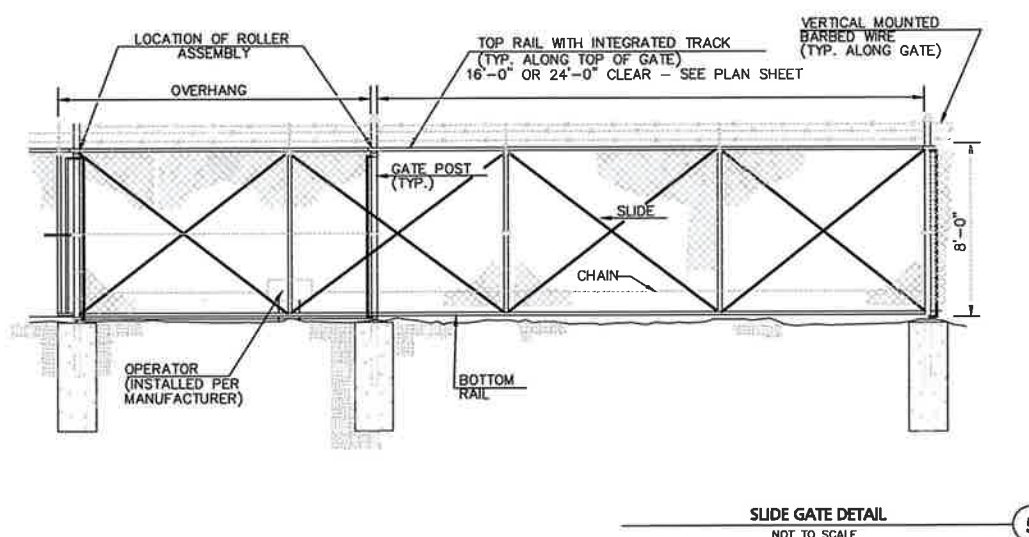 LOCATION OF ROLLER
ASSEMBLY
TOP RAIL WITH INTEGRATED TRACK
(TYP. ALONG TOP OF GATE)
16'-0" OR 24'-0" CLEAR – SEE PLAN SHEET
VERTICAL MOUNTED
BARBED WIRE
(TYP. ALONG GATE)
OVERHANG
GATE POST
(TYP.)
SLIDE
8'-0"
CHAIN
OPERATOR
(INSTALLED PER
MANUFACTURER)
BOTTOM
RAIL
SLIDE GATE DETAIL
NOT TO SCALE